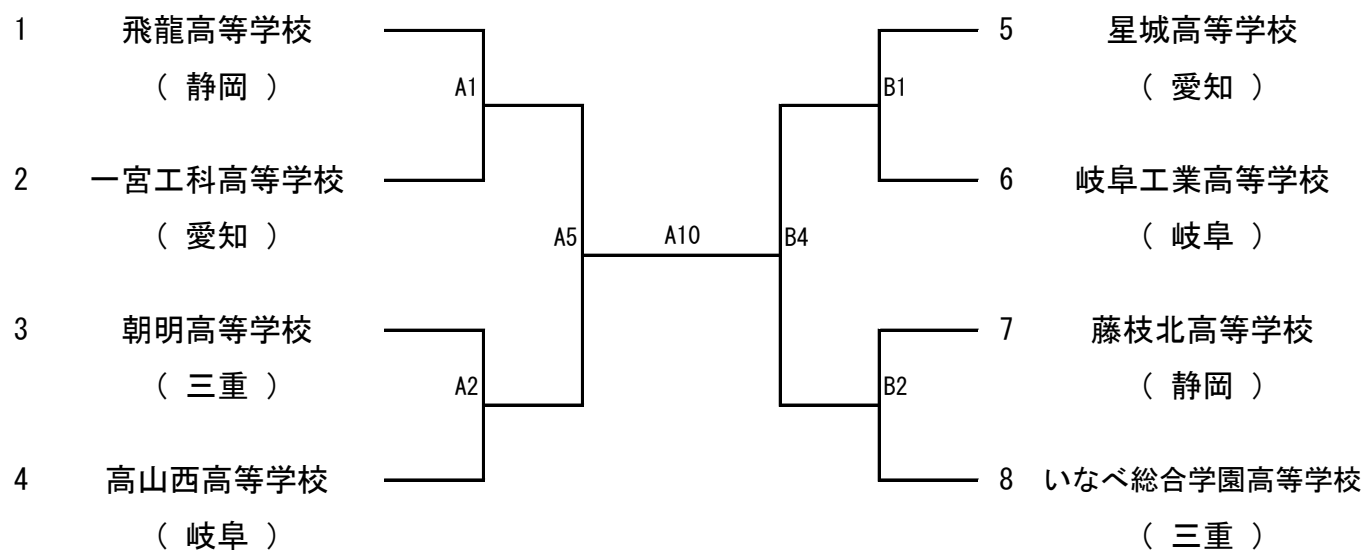 1 飛龍高等学校 5 星城高等学校
（ 静岡 ） A1 B1 （ 愛知 ）
2 一宮工科高等学校 6 岐阜工業高等学校
（ 愛知 ） A5 A10 B4 （ 岐阜 ）
3 朝明高等学校 7 藤枝北高等学校
（ 三重 ） A2 B2 （ 静岡 ）
4 高山西高等学校 8 いなべ総合学園高等学校
（ 岐阜 ） （ 三重 ）